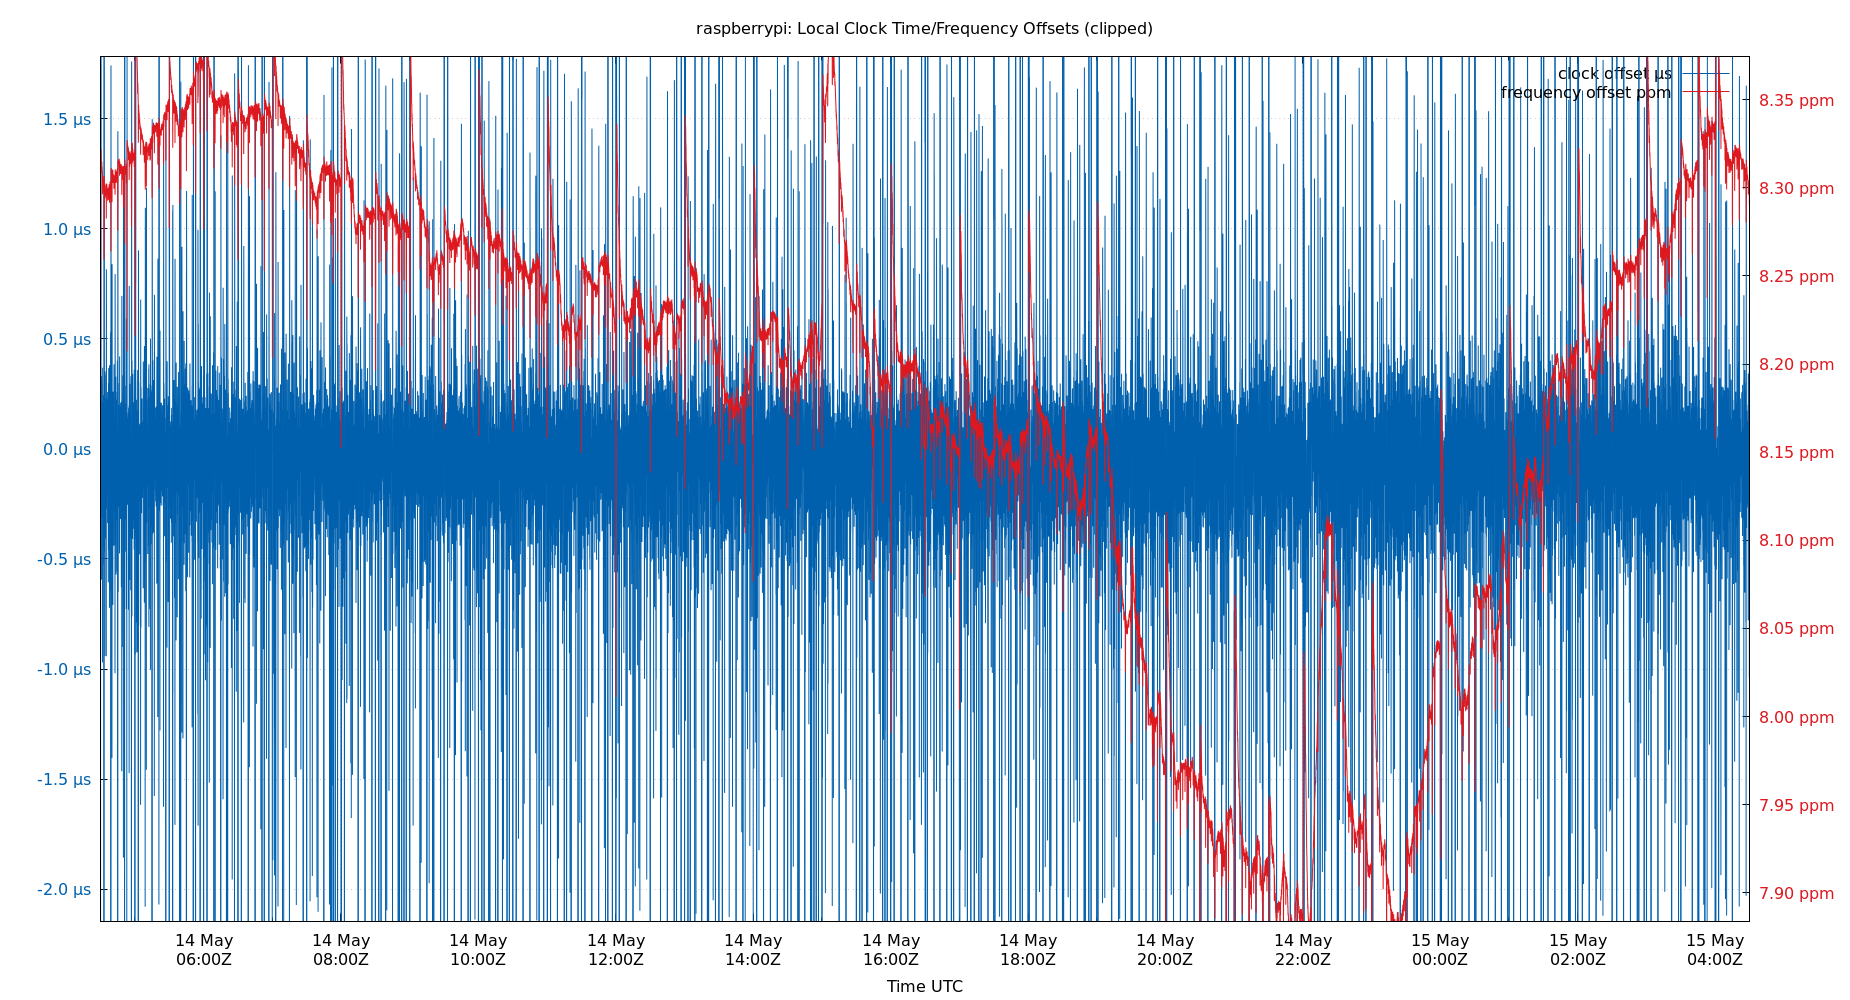 raspberrypi: Local Clock Time/Frequency Offsets (clipped)
clock offset µs
frequency offset ppm
1.5 µs
1.0 µs
0.5 µs
0.0 µs
-0.5 µs
-1.0 µs
-1.5 µs
-2.0 µs
8.35 ppm
8.30 ppm
8.25 ppm
8.20 ppm
8.15 ppm
8.10 ppm
8.05 ppm
8.00 ppm
7.95 ppm
7.90 ppm
14 May 14 May 14 May 14 May 14 May 14 May 14 May 14 May 14 May 15 May 15 May 15 May
06:00Z 08:00Z 10:00Z 12:00Z 14:00Z 16:00Z 18:00Z 20:00Z 22:00Z 00:00Z 02:00Z 04:00Z
Time UTC